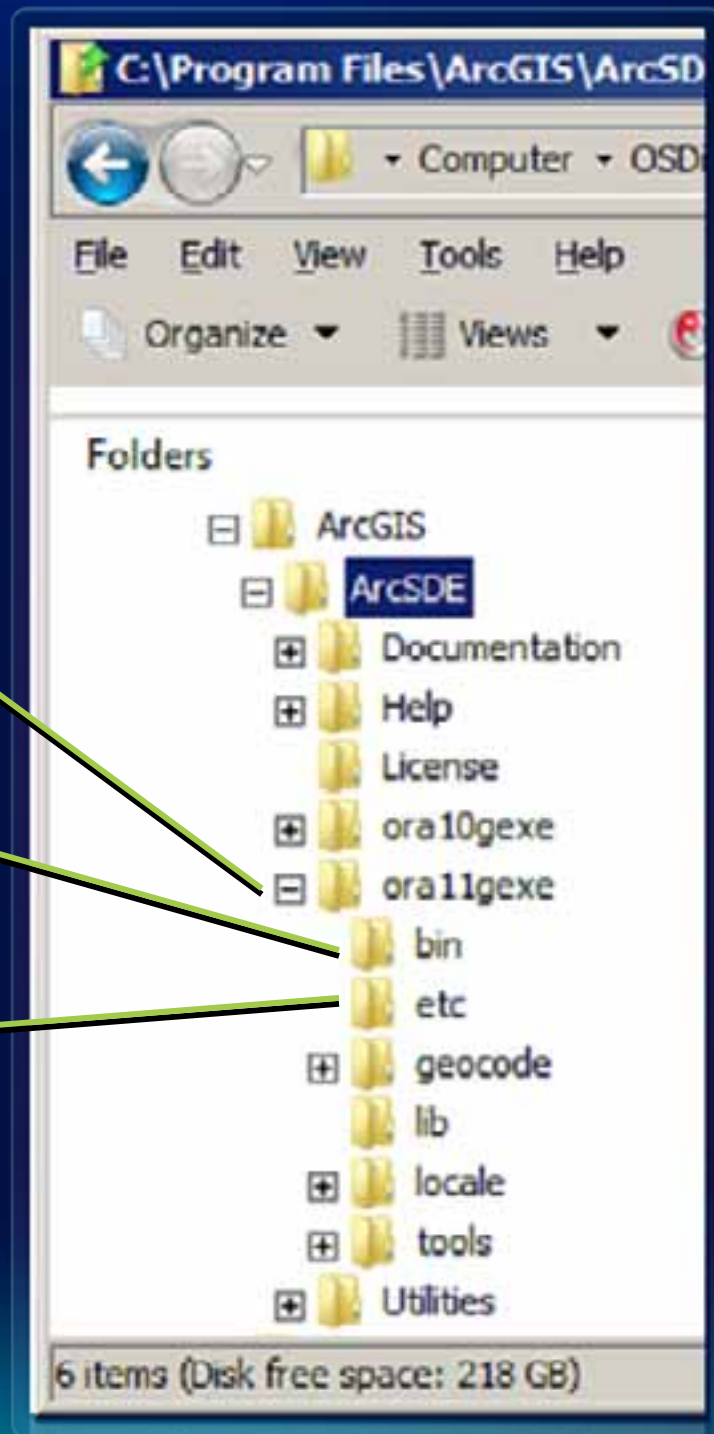 C:\Program Files\ArcGIS\ArcSD
Computer OSDi
File Edit View Tools Help
Organize Views
Folders
ArcGIS
ArcSDE
Documentation
Help
License
ora10gexe
ora11gexe
bin
etc
geocode
lib
locale
tools
Utilities
6 items (Disk free space: 218 GB)